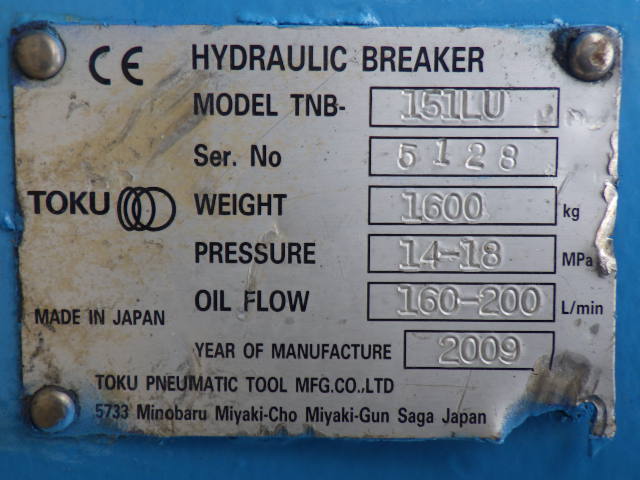 CE HYDRAULIC BREAKER
MODEL TNB- 151LU
Ser. No 5128
TOKU WEIGHT 1600 kg
PRESSURE 14-18 MPa
OIL FLOW 160-200 L/min
MADE IN JAPAN
YEAR OF MANUFACTURE 2009
TOKU PNEUMATIC TOOL MFG.CO.,LTD
5733 Minobaru Miyaki-Cho Miyaki-Gun Saga Japan